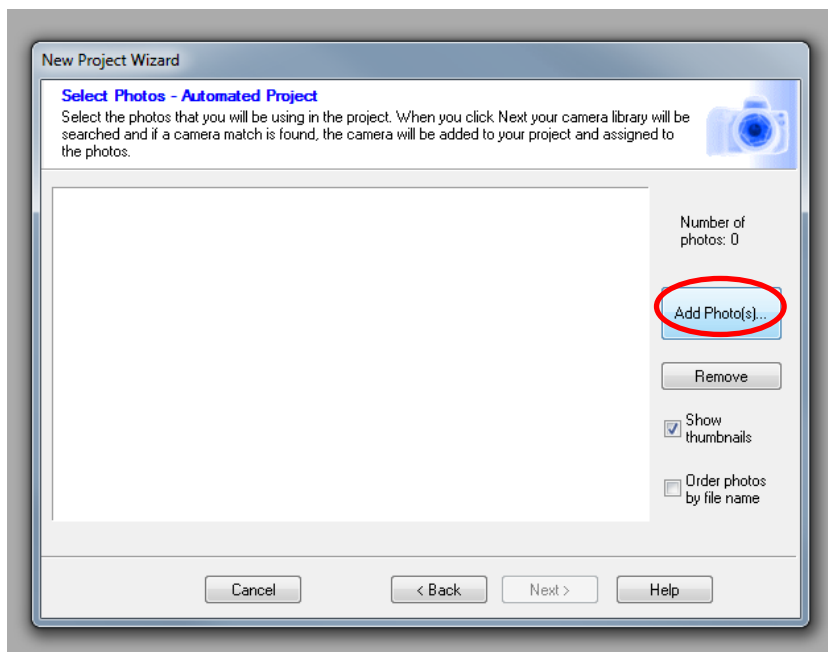 New Project Wizard
Select Photos - Automated Project
Select the photos that you will be using in the project. When you click Next your camera library will be
searched and if a camera match is found, the camera will be added to your project and assigned to
the photos.
Number of
photos: 0
Add Photo(s)...
Remove
Show
thumbnails
Order photos
by file name
Cancel
< Back
Next >
Help